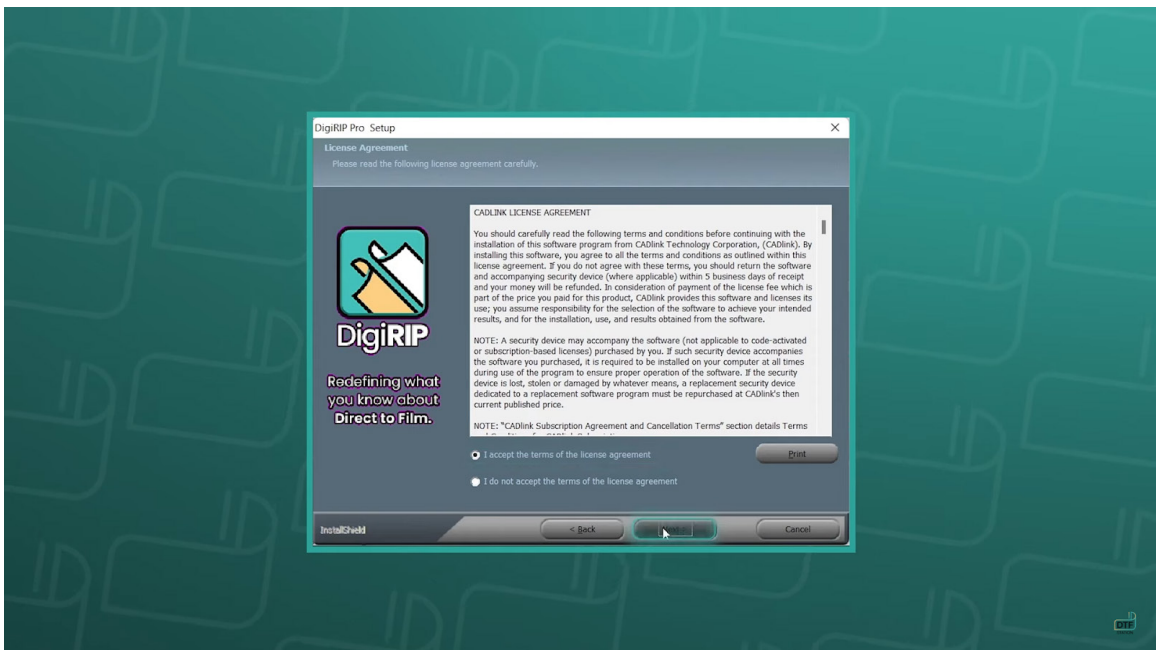 DigiRIP Pro Setup
License Agreement
Please read the following license agreement carefully.
CADLINK LICENSE AGREEMENT
You should carefully read the following terms and conditions before continuing with the
installation of this software program from CADlink Technology Corporation, (CADlink). By
installing this software, you agree to all the terms and conditions as outlined within this
license agreement. If you do not agree with these terms, you should return the software
and accompanying security device (where applicable) within 5 business days of receipt
and your money will be refunded. In consideration of payment of the license fee which is
part of the price you paid for this product, CADlink provides this software and licenses its
use; you assume responsibility for the selection of the software to achieve your intended
results, and for the installation, use, and results obtained from the software.
NOTE: A security device may accompany the software (not applicable to code-activated
or subscription-based licenses) purchased by you. If such security device accompanies
the software you purchased, it is required to be installed on your computer at all times
during use of the program to ensure proper operation of the software. If the security
device is lost, stolen or damaged by whatever means, a replacement security device
dedicated to a replacement software program must be repurchased at CADlink's then
current published price.
NOTE: "CADlink Subscription Agreement and Cancellation Terms" section details Terms
DigiRIP
Redefining what
you know about
Direct to Film.
I accept the terms of the license agreement
Print
I do not accept the terms of the license agreement
InstallShield
< Back
Cancel
DTF